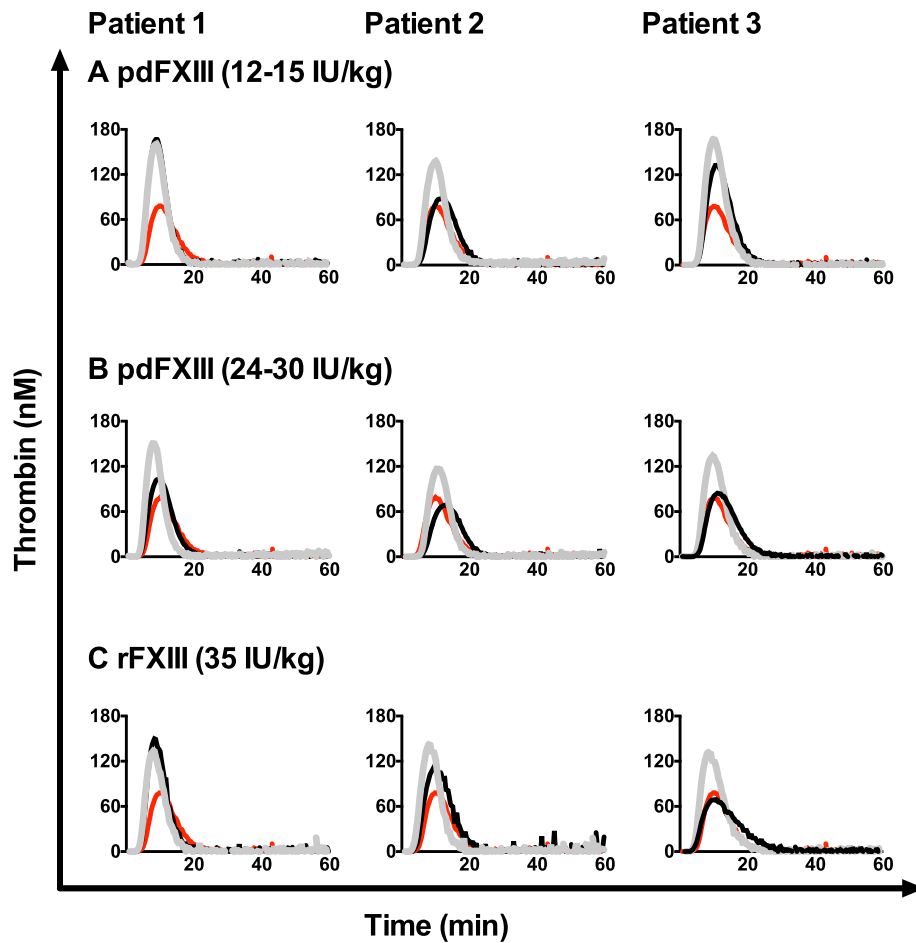 Patient 1 Patient 2 Patient 3
A pdFXIII (12-15 IU/kg)
180 180 180
120 120 120
60 60 60
0 0 0
20 40 60 20 40 60 20 40 60
B pdFXIII (24-30 IU/kg)
180 180 180
120 120 120
60 60 60
0 0 0
20 40 60 20 40 60 20 40 60
C rFXIII (35 IU/kg)
180 180 180
120 120 120
60 60 60
0 0 0
20 40 60 20 40 60 20 40 60
Thrombin (nM)
Time (min)